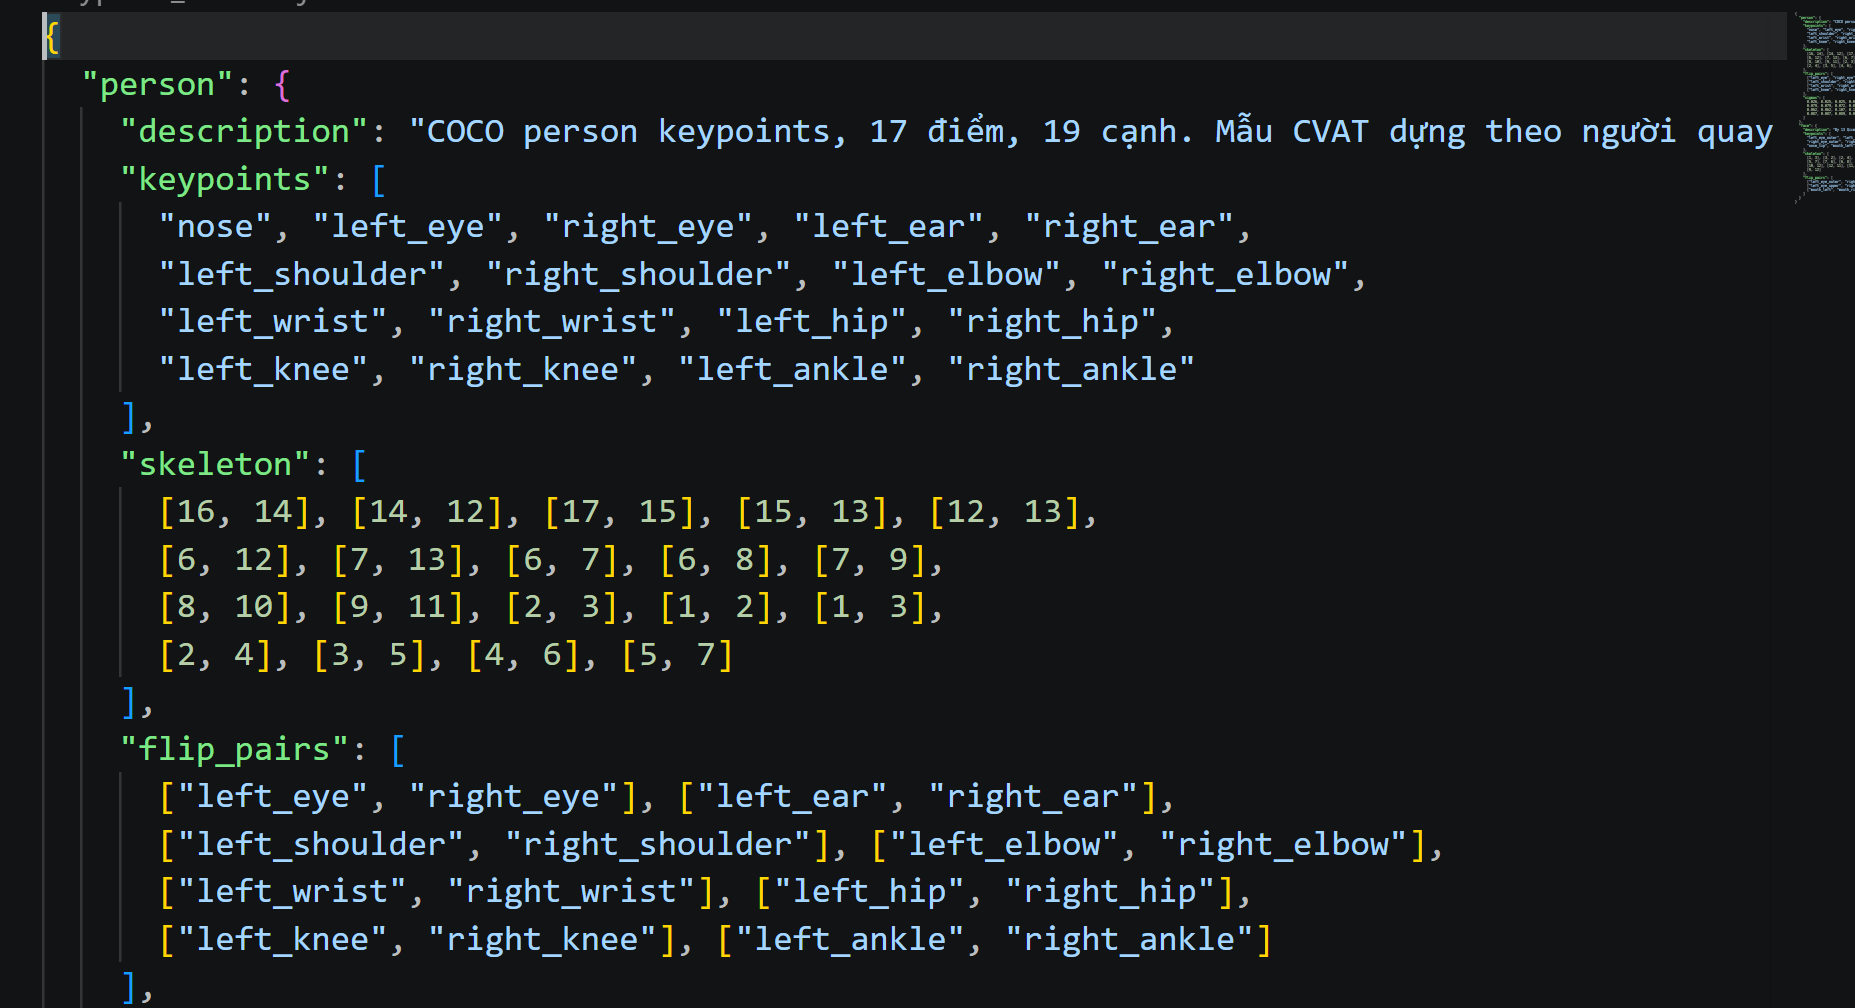 {
"person": {
"description": "COCO person keypoints, 17 điểm, 19 cạnh. Mẫu CVAT dựng theo người quay
"keypoints": [
"nose", "left_eye", "right_eye", "left_ear", "right_ear",
"left_shoulder", "right_shoulder", "left_elbow", "right_elbow",
"left_wrist", "right_wrist", "left_hip", "right_hip",
"left_knee", "right_knee", "left_ankle", "right_ankle"
],
"skeleton": [
[16, 14], [14, 12], [17, 15], [15, 13], [12, 13],
[6, 12], [7, 13], [6, 7], [6, 8], [7, 9],
[8, 10], [9, 11], [2, 3], [1, 2], [1, 3],
[2, 4], [3, 5], [4, 6], [5, 7]
],
"flip_pairs": [
["left_eye", "right_eye"], ["left_ear", "right_ear"],
["left_shoulder", "right_shoulder"], ["left_elbow", "right_elbow"],
["left_wrist", "right_wrist"], ["left_hip", "right_hip"],
["left_knee", "right_knee"], ["left_ankle", "right_ankle"]
],